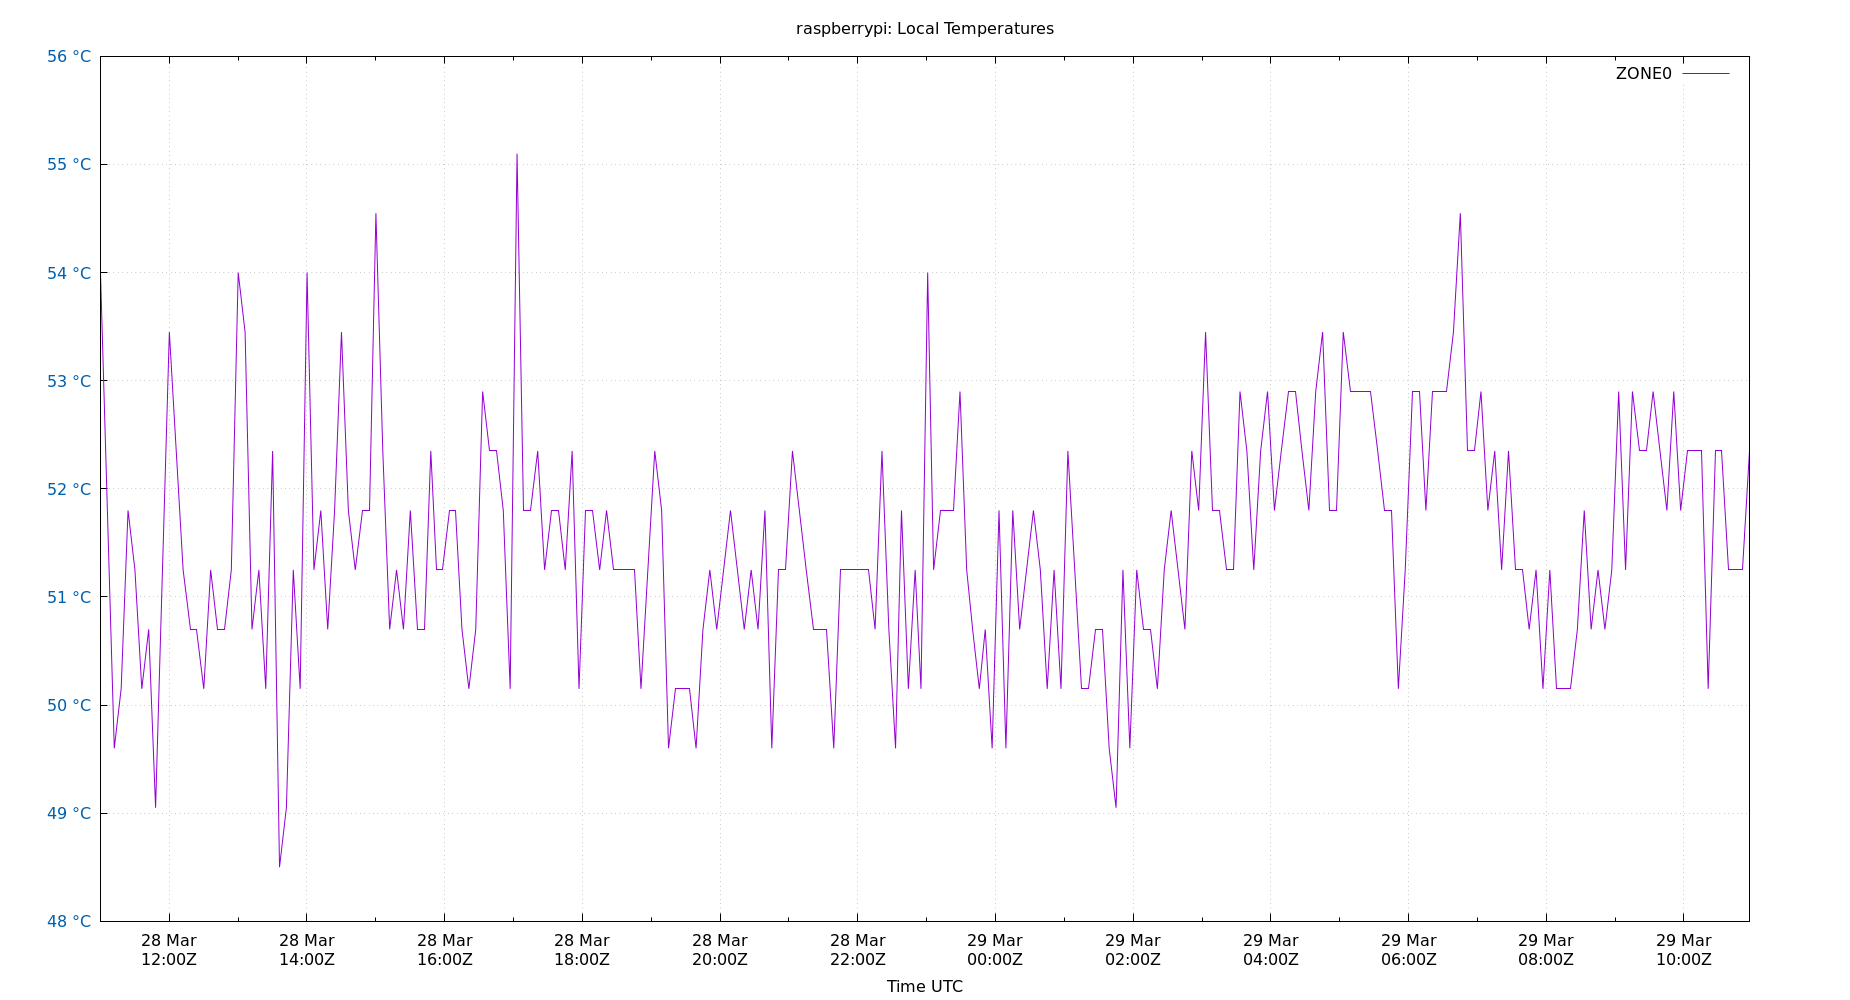 raspberrypi: Local Temperatures
56 °C
ZONE0
55 °C
54 °C
53 °C
52 °C
51 °C
50 °C
49 °C
48 °C
28 Mar 28 Mar 28 Mar 28 Mar 28 Mar 28 Mar 29 Mar 29 Mar 29 Mar 29 Mar 29 Mar 29 Mar
12:00Z 14:00Z 16:00Z 18:00Z 20:00Z 22:00Z 00:00Z 02:00Z 04:00Z 06:00Z 08:00Z 10:00Z
Time UTC